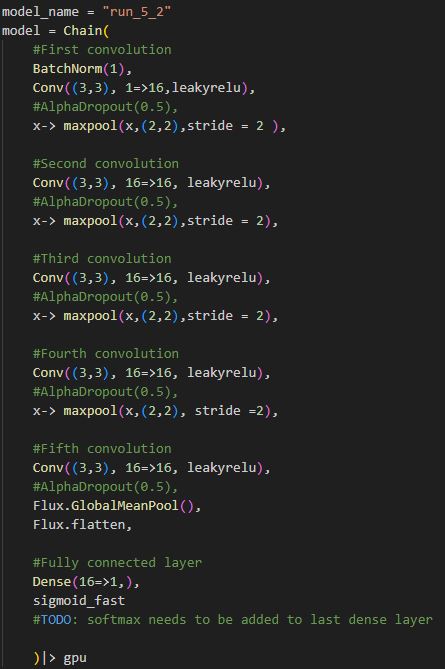 model_name = "run_5_2"
model = Chain(
    #First convolution
    BatchNorm(1),
    Conv((3,3), 1=>16,leakyrelu),
    #AlphaDropout(0.5),
    x-> maxpool(x,(2,2),stride = 2 ),

    #Second convolution
    Conv((3,3), 16=>16, leakyrelu),
    #AlphaDropout(0.5),
    x-> maxpool(x,(2,2),stride = 2),

    #Third convolution
    Conv((3,3), 16=>16, leakyrelu),
    #AlphaDropout(0.5),
    x-> maxpool(x,(2,2),stride = 2),

    #Fourth convolution
    Conv((3,3), 16=>16, leakyrelu),
    #AlphaDropout(0.5),
    x-> maxpool(x,(2,2), stride =2),

    #Fifth convolution
    Conv((3,3), 16=>16, leakyrelu),
    #AlphaDropout(0.5),
    Flux.GlobalMeanPool(),
    Flux.flatten,

    #Fully connected layer
    Dense(16=>1,),
    sigmoid_fast
    #TODO: softmax needs to be added to last dense layer

    )|> gpu